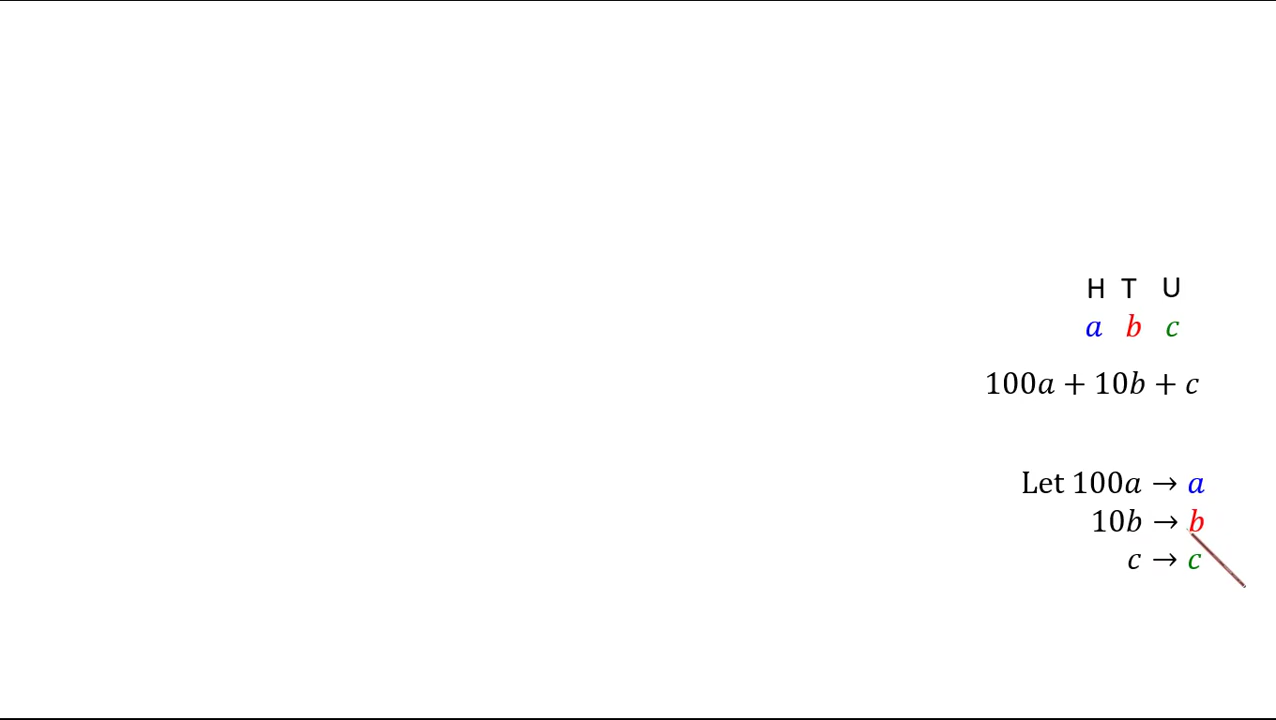 H T U
a b c
100a + 10b + c
Let 100a → a
10b → b
c → c